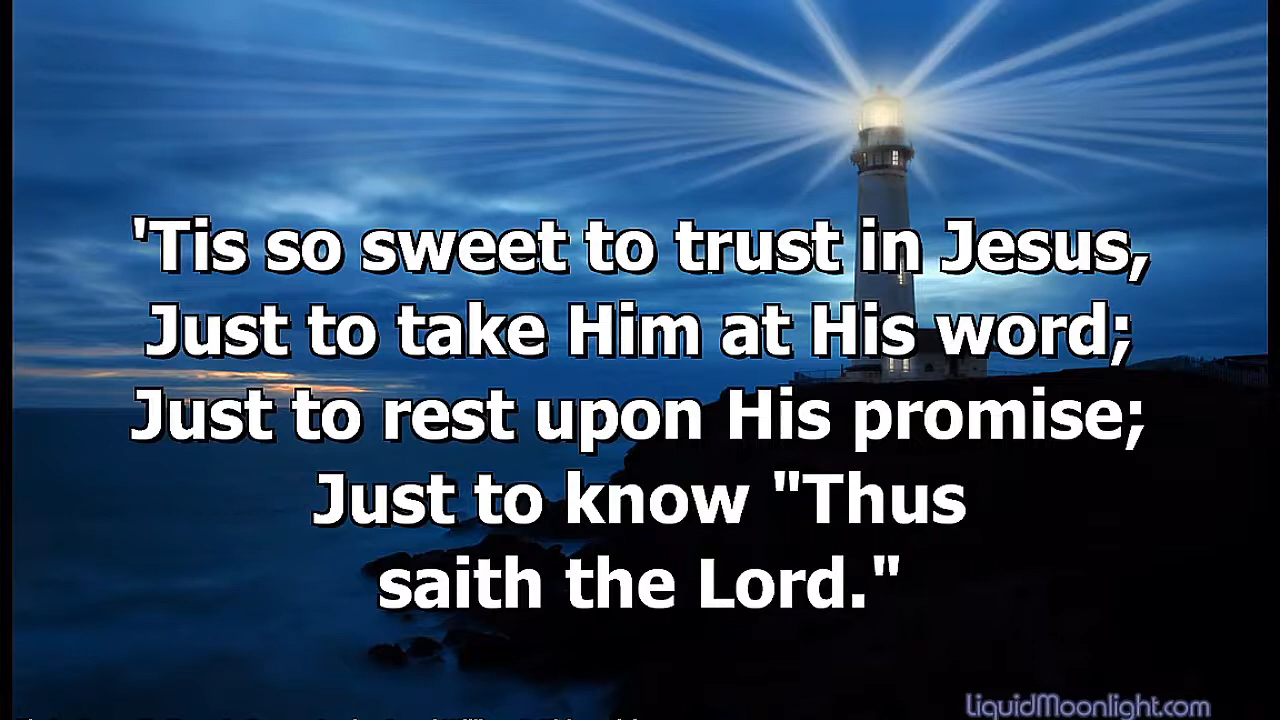 'Tis so sweet to trust in Jesus,
Just to take Him at His word;
Just to rest upon His promise;
Just to know "Thus
saith the Lord."
LiquidMoonlight.com